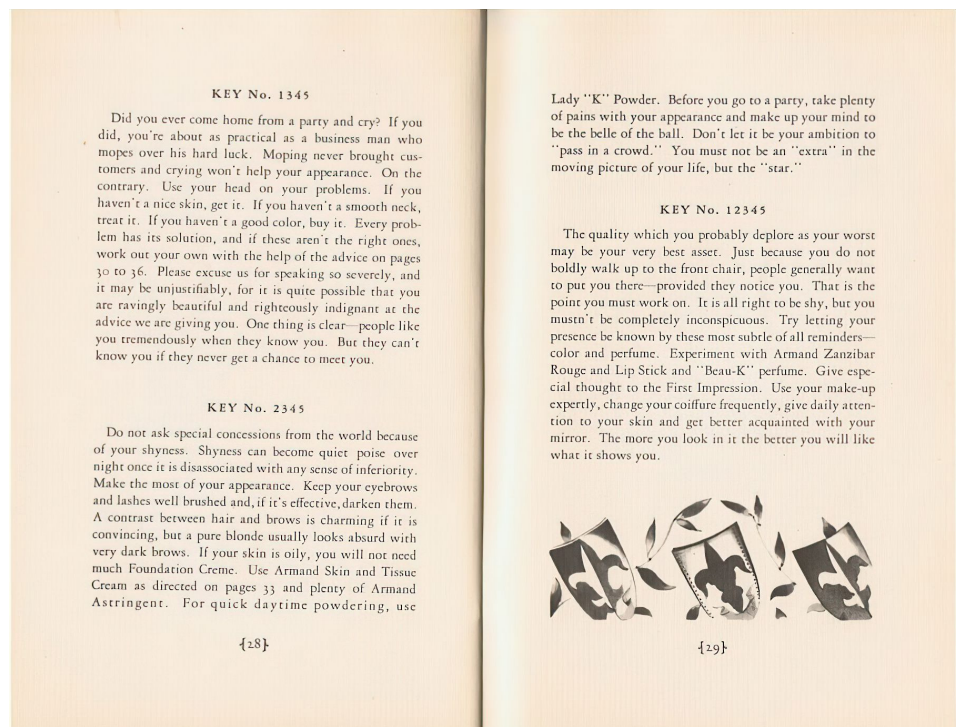 KEY No. 1345
Did you ever come home from a party and cry? If you
did, you're about as practical as a business man who
mopes over his hard luck. Moping never brought cus-
tomers and crying won't help your appearance. On the
contrary. Use your head on your problems. If you
haven't a nice skin, get it. If you haven't a smooth neck,
treat it. If you haven't a good color, buy it. Every prob-
lem has its solution, and if these aren't the right ones,
work out your own with the help of the advice on pages
30 to 36. Please excuse us for speaking so severely, and
it may be unjustifiably, for it is quite possible that you
are ravingly beautiful and righteously indignant at the
advice we are giving you. One thing is clear—people like
you tremendously when they know you. But they can't
know you if they never get a chance to meet you.
KEY No. 2345
Do not ask special concessions from the world because
of your shyness. Shyness can become quiet poise over
night once it is disassociated with any sense of inferiority.
Make the most of your appearance. Keep your eyebrows
and lashes well brushed and, if it's effective, darken them.
A contrast between hair and brows is charming if it is
convincing, but a pure blonde usually looks absurd with
very dark brows. If your skin is oily, you will not need
much Foundation Creme. Use Armand Skin and Tissue
Cream as directed on pages 33 and plenty of Armand
Astringent. For quick daytime powdering, use
{28}
Lady "K" Powder. Before you go to a party, take plenty
of pains with your appearance and make up your mind to
be the belle of the ball. Don't let it be your ambition to
"pass in a crowd." You must not be an "extra" in the
moving picture of your life, but the "star."
KEY No. 12345
The quality which you probably deplore as your worst
may be your very best asset. Just because you do not
boldly walk up to the front chair, people generally want
to put you there—provided they notice you. That is the
point you must work on. It is all right to be shy, but you
mustn't be completely inconspicuous. Try letting your
presence be known by these most subtle of all reminders—
color and perfume. Experiment with Armand Zanzibar
Rouge and Lip Stick and "Beau-K" perfume. Give espe-
cial thought to the First Impression. Use your make-up
expertly, change your coiffure frequently, give daily atten-
tion to your skin and get better acquainted with your
mirror. The more you look in it the better you will like
what it shows you.
{29}